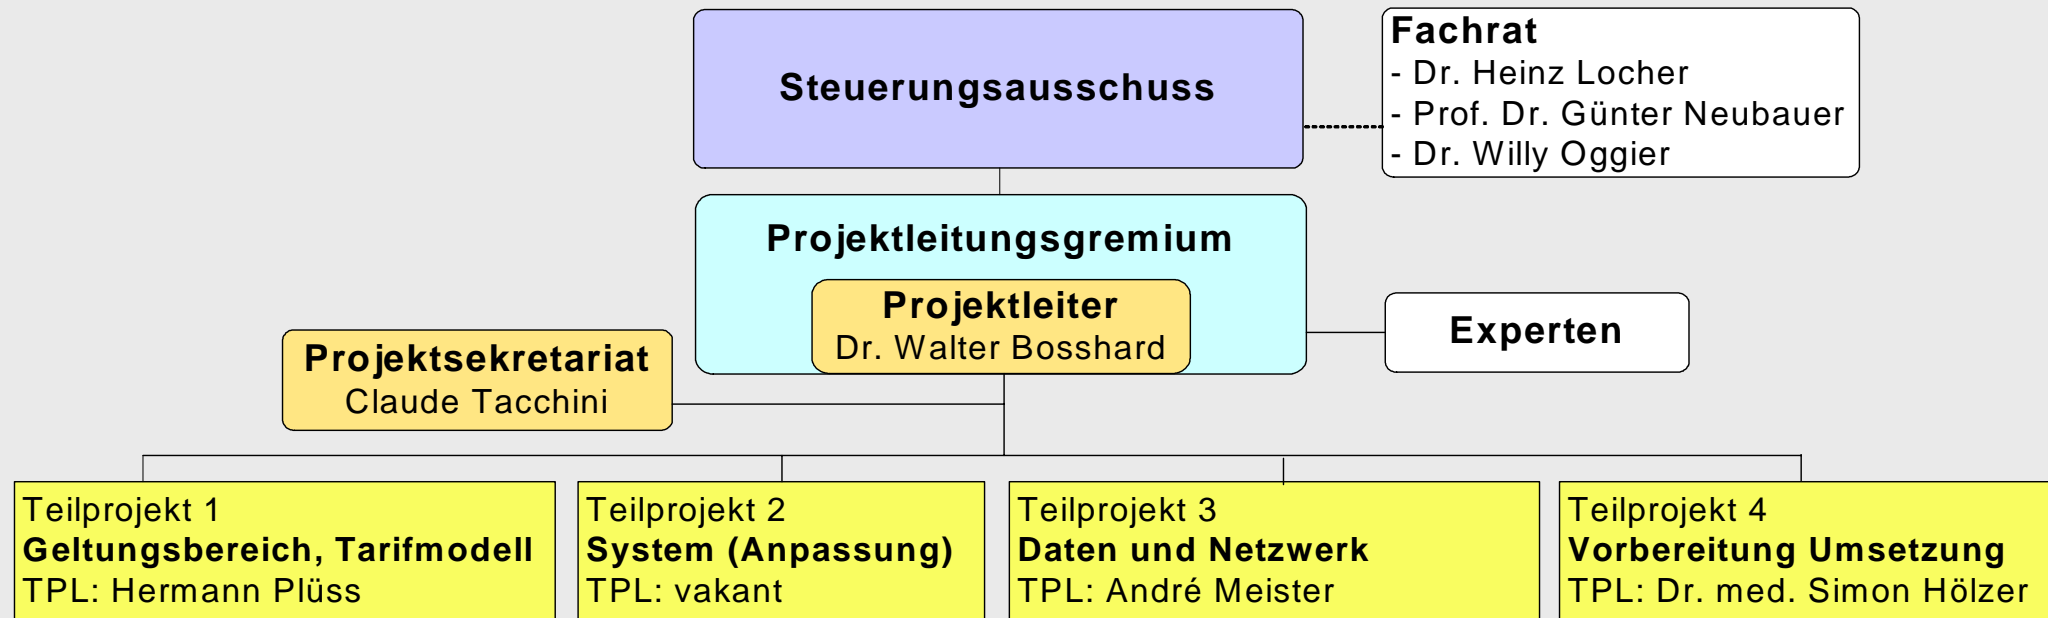 Steuerungsausschuss
Fachrat
- Dr. Heinz Locher
- Prof. Dr. Günter Neubauer
- Dr. Willy Oggier
Projektleitungsgremium
Projektleiter
Dr. Walter Bosshard
Experten
Projektsekretariat
Claude Tacchini
Teilprojekt 1
Geltungsbereich, Tarifmodell
TPL: Hermann Plüss
Teilprojekt 2
System (Anpassung)
TPL: vakant
Teilprojekt 3
Daten und Netzwerk
TPL: André Meister
Teilprojekt 4
Vorbereitung Umsetzung
TPL: Dr. med. Simon Hölzer